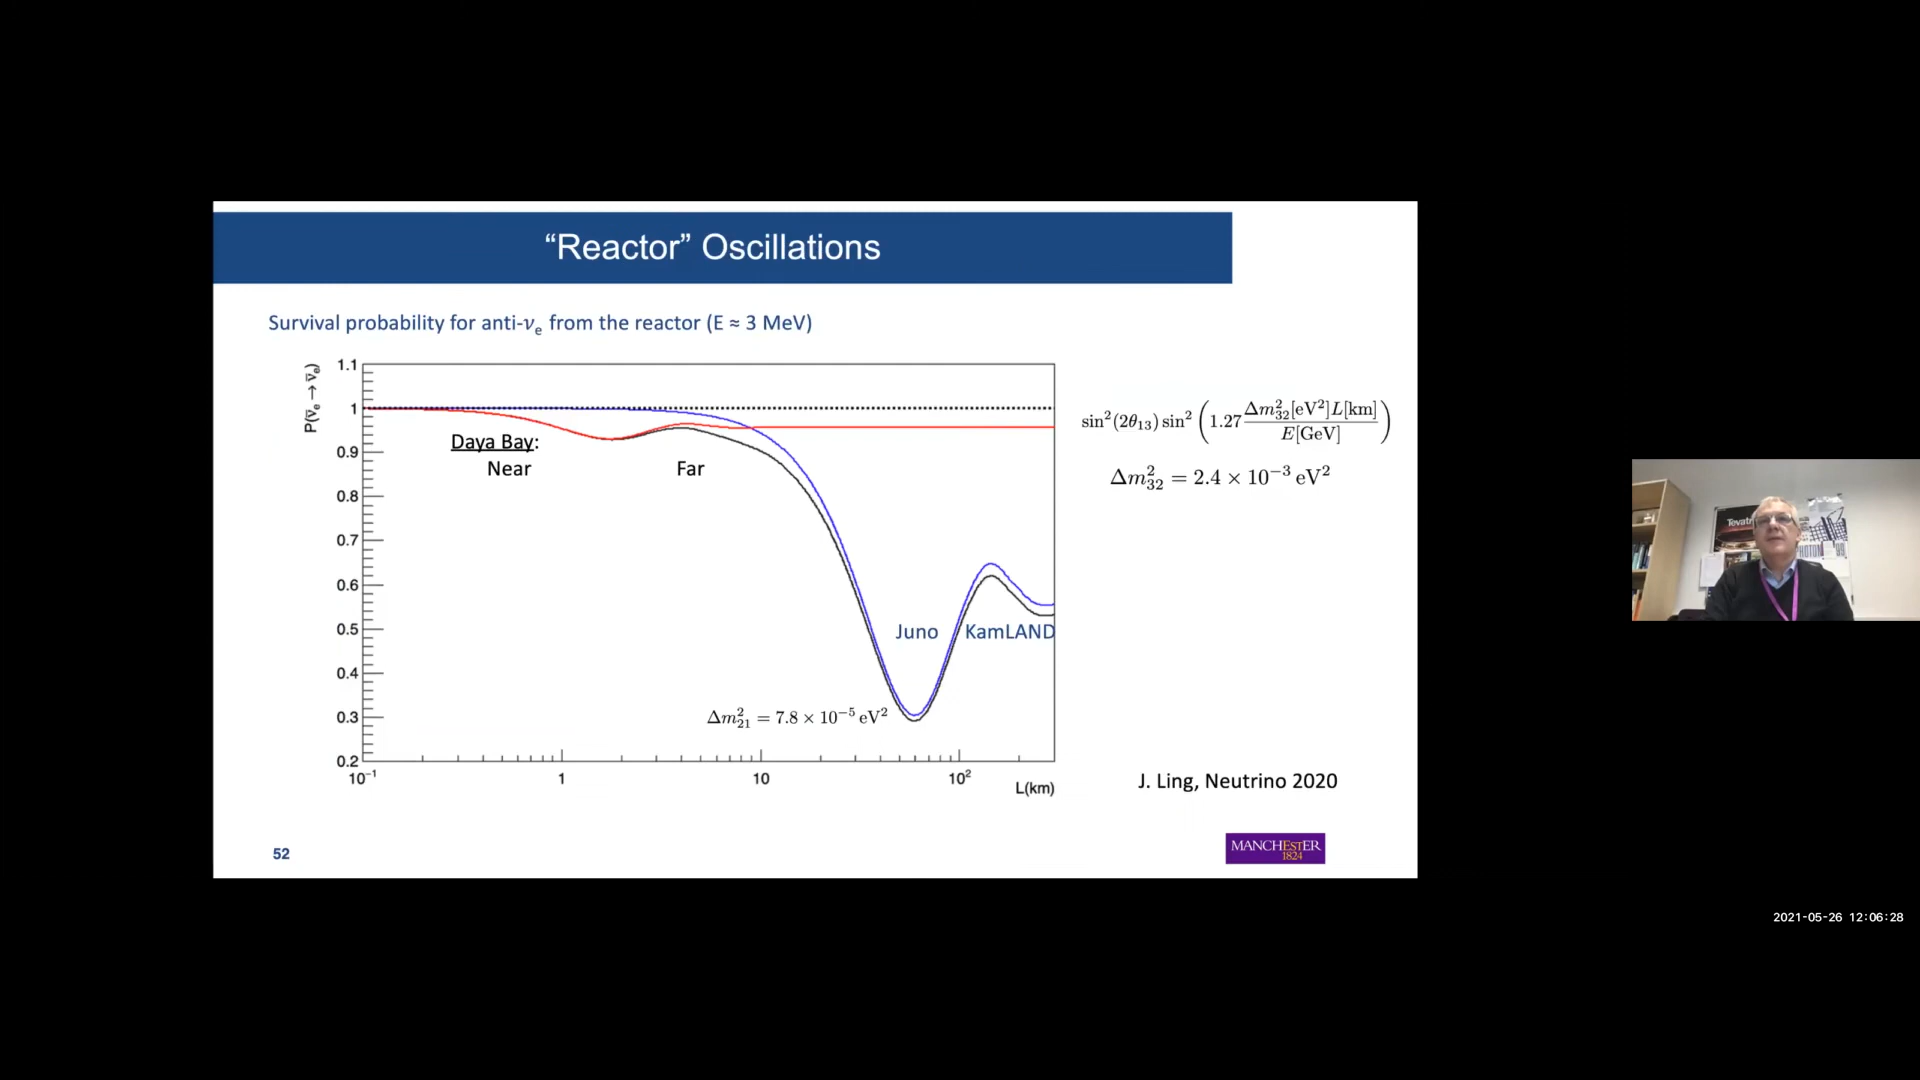 “Reactor” Oscillations
Survival probability for anti-νₑ from the reactor (E ≈ 3 MeV)
P(ν̄ₑ → ν̄ₑ)
1.1
1
0.9
0.8
0.7
0.6
0.5
0.4
0.3
0.2
Daya Bay:
Near
Far
Juno
KamLAND
Δm²₂₁ = 7.8 × 10⁻⁵ eV²
10⁻¹
1
10
10²
L(km)
sin²(2θ₁₃) sin² (1.27 Δm²₃₂[eV²]L[km] / E[GeV])
Δm²₃₂ = 2.4 × 10⁻³ eV²
J. Ling, Neutrino 2020
52
MANCHEsTER
1824
Tevatr
PHOTON
2021-05-26 12:06:28